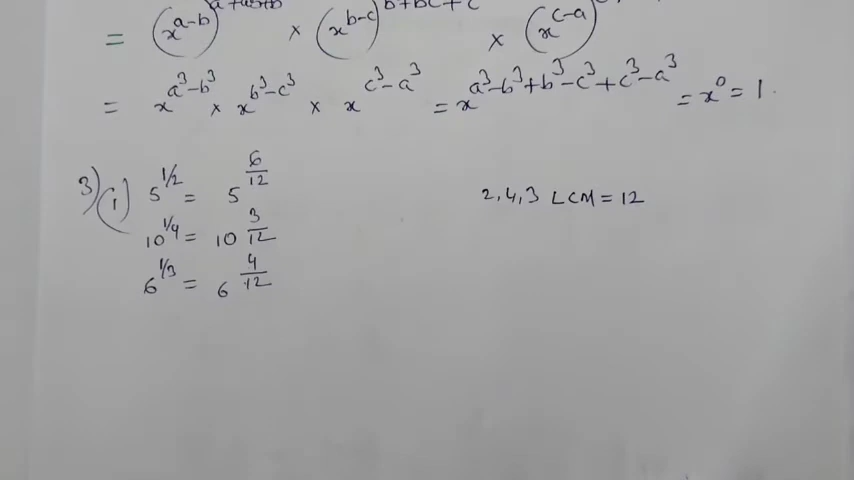 = (x^(a-b))^(a²+ab+b²) × (x^(b-c))^(b²+bc+c²) × (x^(c-a))
= x^(a³-b³) × x^(b³-c³) × x^(c³-a³) = x^(a³-b³+b³-c³+c³-a³) = x^0 = 1.
3) (i) 5^(1/2) = 5^(6/12) 2,4,3 LCM = 12
10^(1/4) = 10^(3/12)
6^(1/3) = 6^(4/12)